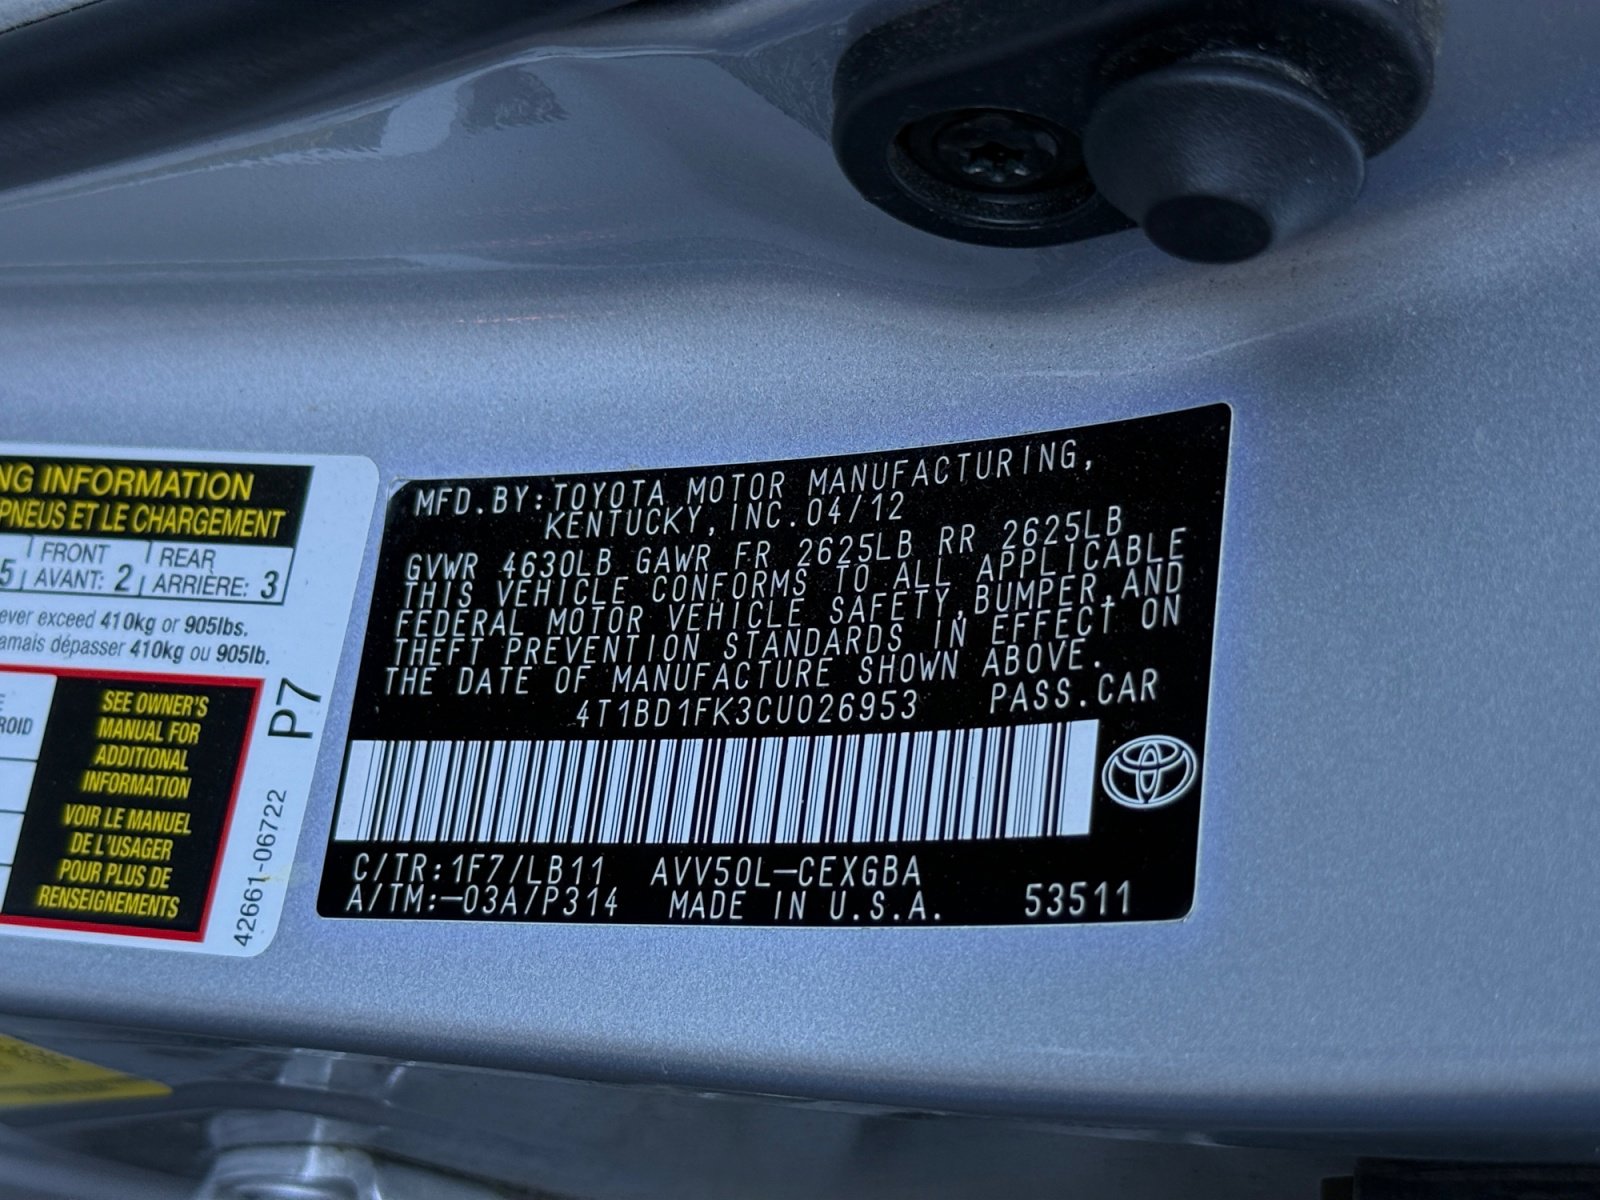 NG INFORMATION
PNEUS ET LE CHARGEMENT
5 FRONT REAR
AVANT: 2 ARRIÈRE: 3
ever exceed 410kg or 905lbs.
amais dépasser 410kg ou 905lb.
SEE OWNER'S
MANUAL FOR
ADDITIONAL
INFORMATION
VOIR LE MANUEL
DE L'USAGER
POUR PLUS DE
RENSEIGNEMENTS
P7
42661-06722
MFD.BY:TOYOTA MOTOR MANUFACTURING,
KENTUCKY,INC.04/12
GVWR 4630LB GAWR FR 2625LB RR 2625LB
THIS VEHICLE CONFORMS TO ALL APPLICABLE
FEDERAL MOTOR VEHICLE SAFETY,BUMPER,AND
THEFT PREVENTION STANDARDS IN EFFECT ON
THE DATE OF MANUFACTURE SHOWN ABOVE.
4T1BD1FK3CU026953 PASS.CAR
C/TR:1F7/LB11 AVV50L-CEXGBA
A/TM:-03A/P314 MADE IN U.S.A. 53511